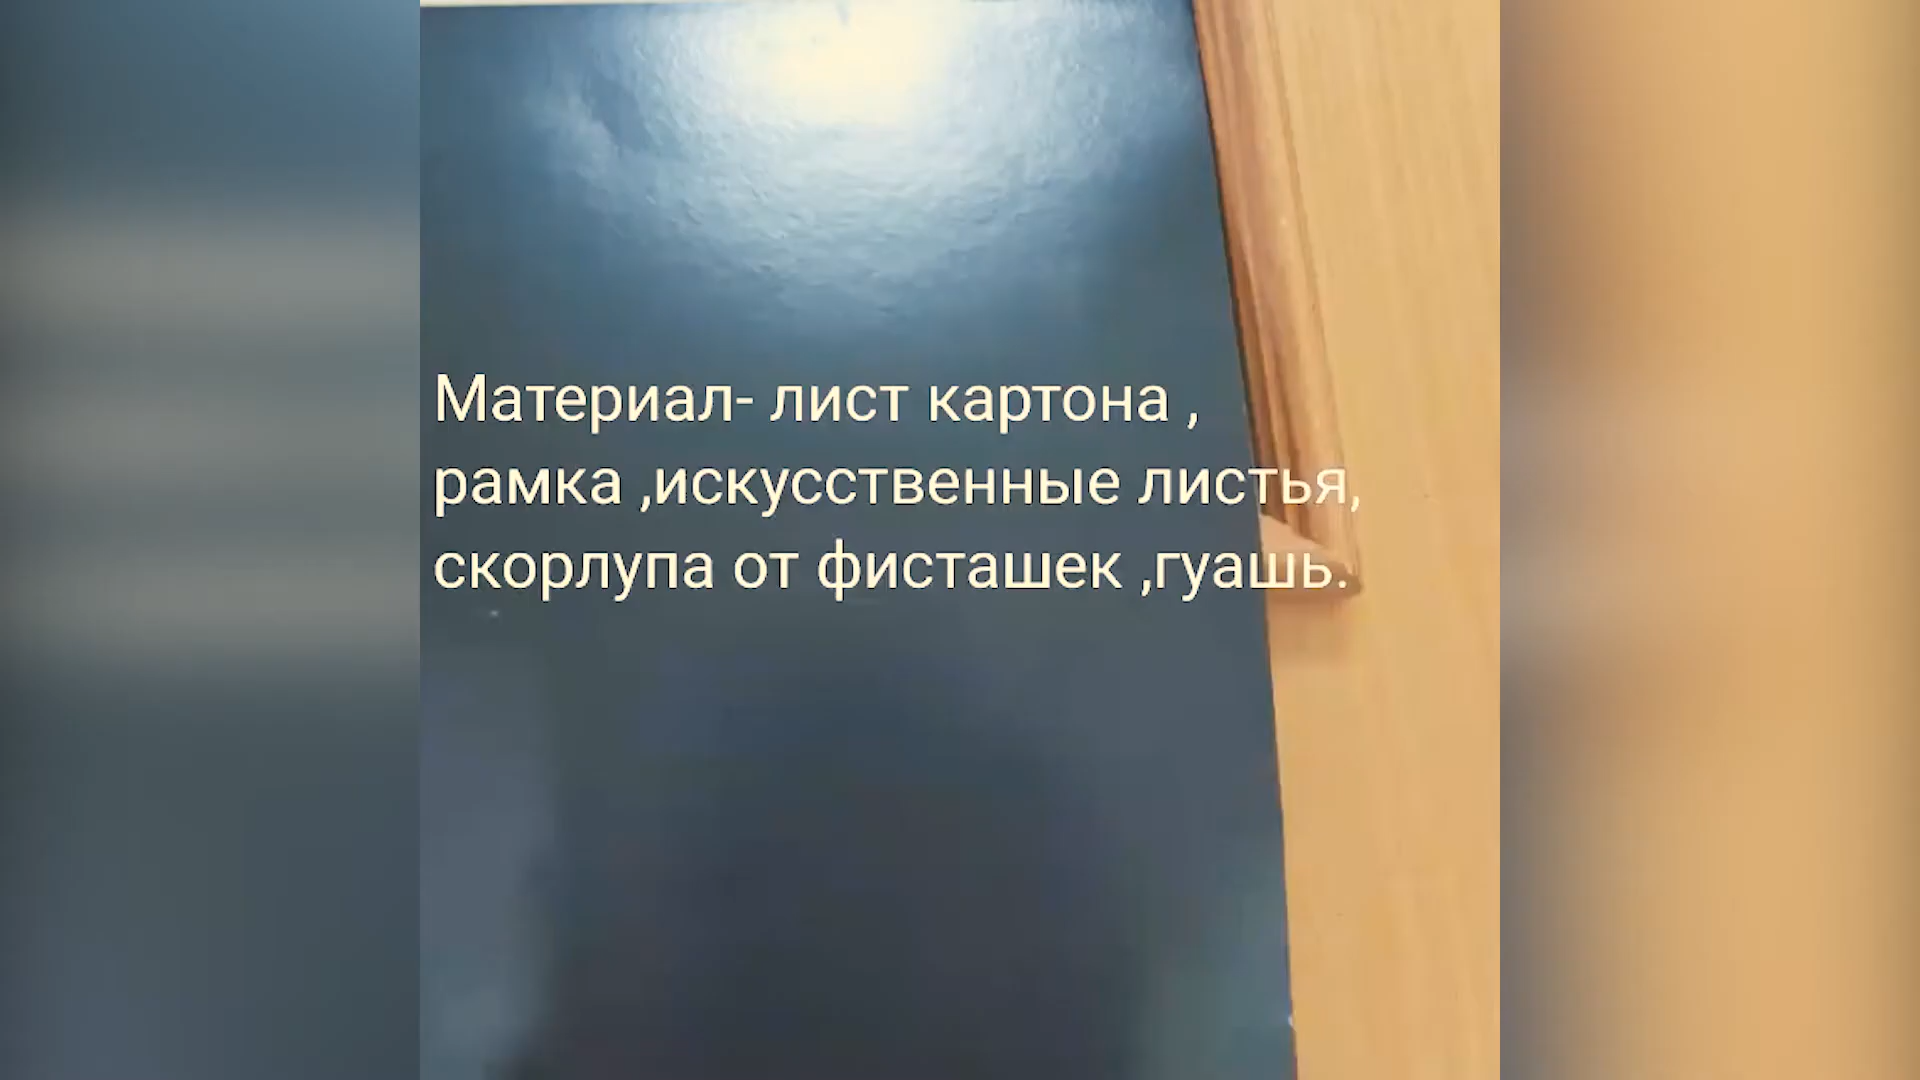 Материал- лист картона ,
рамка ,искусственные листья,
скорлупа от фисташек ,гуашь.